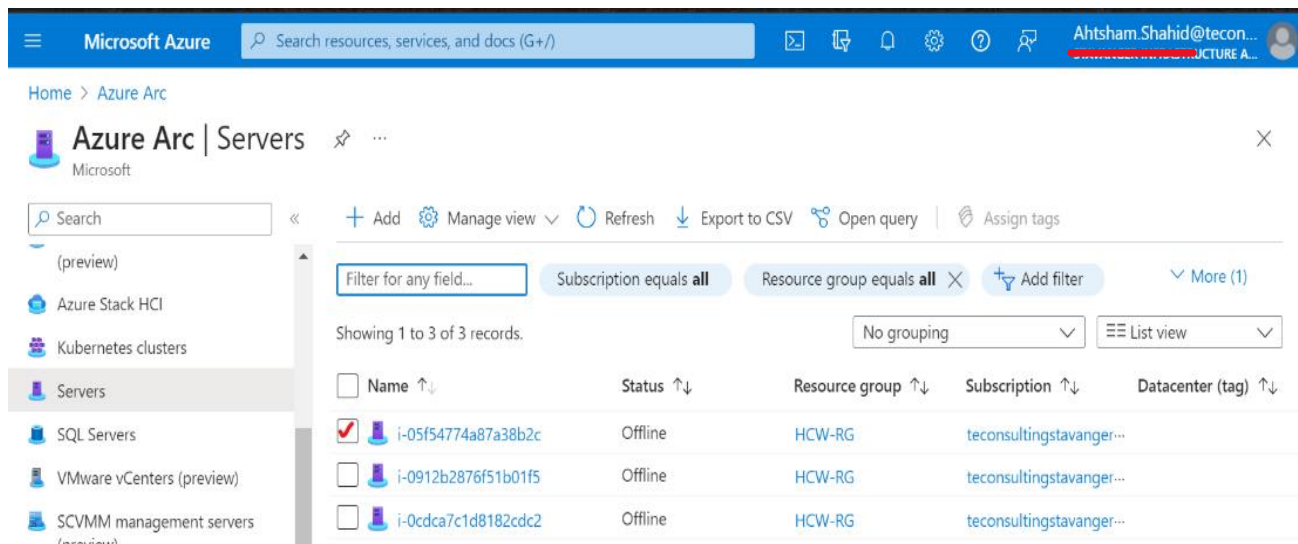 Microsoft Azure
Search resources, services, and docs (G+/)
Ahtsham.Shahid@tecon...
UCTURE A...
Home > Azure Arc
Azure Arc | Servers
Microsoft
Search
Add
Manage view
Refresh
Export to CSV
Open query
Assign tags
(preview)
Azure Stack HCI
Kubernetes clusters
Servers
SQL Servers
VMware vCenters (preview)
SCVMM management servers
Filter for any field...
Subscription equals all
Resource group equals all
Add filter
More (1)
Showing 1 to 3 of 3 records.
No grouping
List view
Name Status Resource group Subscription Datacenter (tag)
i-05f54774a87a38b2c Offline HCW-RG teconsultingstavanger...
i-0912b2876f51b01f5 Offline HCW-RG teconsultingstavanger...
i-0cdca7c1d8182cdc2 Offline HCW-RG teconsultingstavanger...